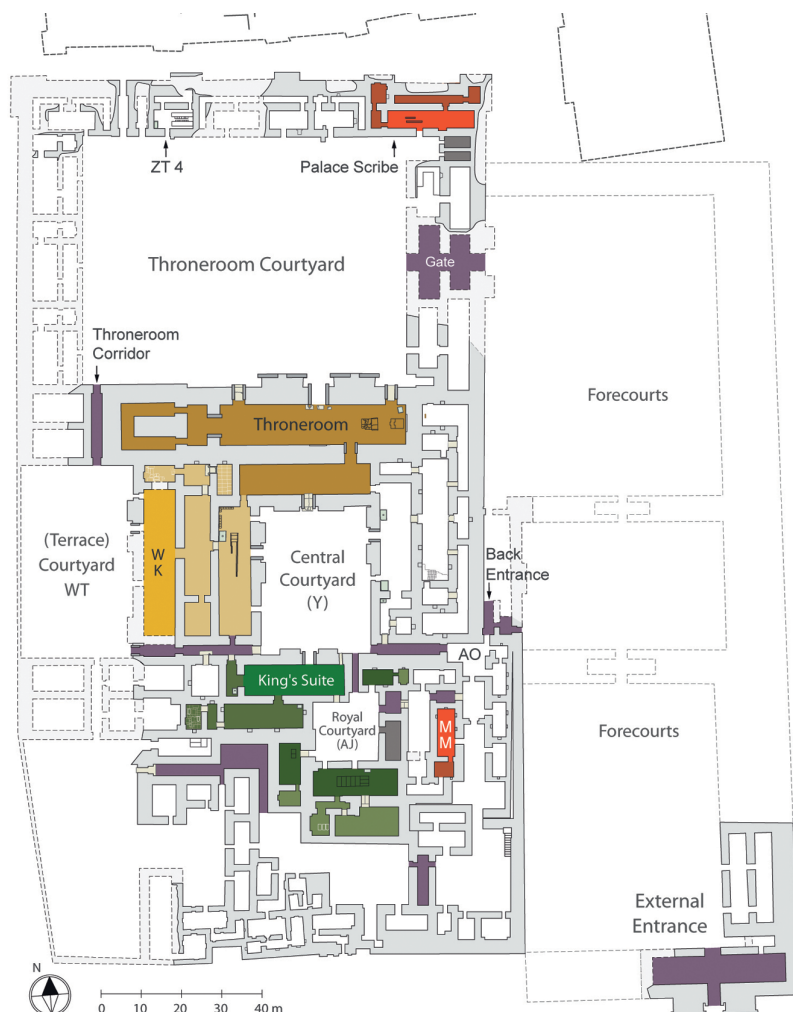 ZT 4
Palace Scribe
Gate
Throneroom Courtyard
Throneroom
Corridor
Forecourts
Throneroom
(Terrace)
Courtyard
WT
W
K
Central
Courtyard
(Y)
Back
Entrance
AO
King's Suite
Royal
Courtyard
(AJ)
M
M
Forecourts
External
Entrance
N
0 10 20 30 40 m